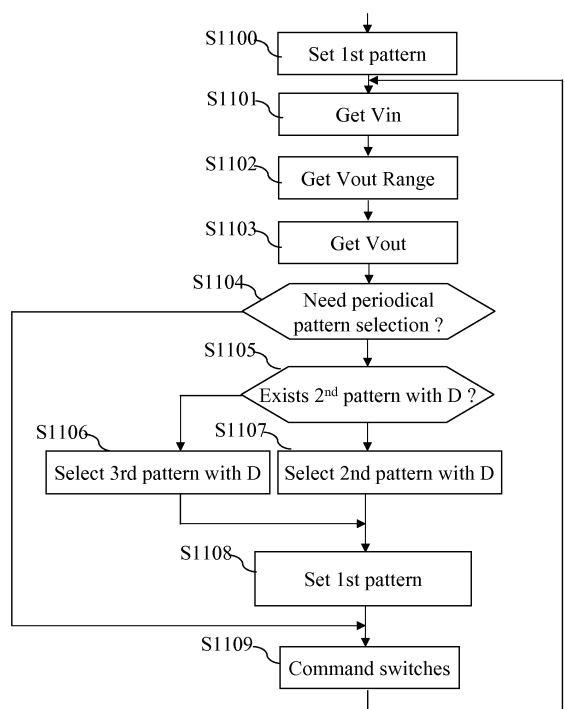 S1100
Set 1st pattern
S1101
Get Vin
S1102
Get Vout Range
S1103
Get Vout
S1104
Need periodical
pattern selection ?
S1105
Exists 2nd pattern with D ?
S1106
Select 3rd pattern with D
S1107
Select 2nd pattern with D
S1108
Set 1st pattern
S1109
Command switches